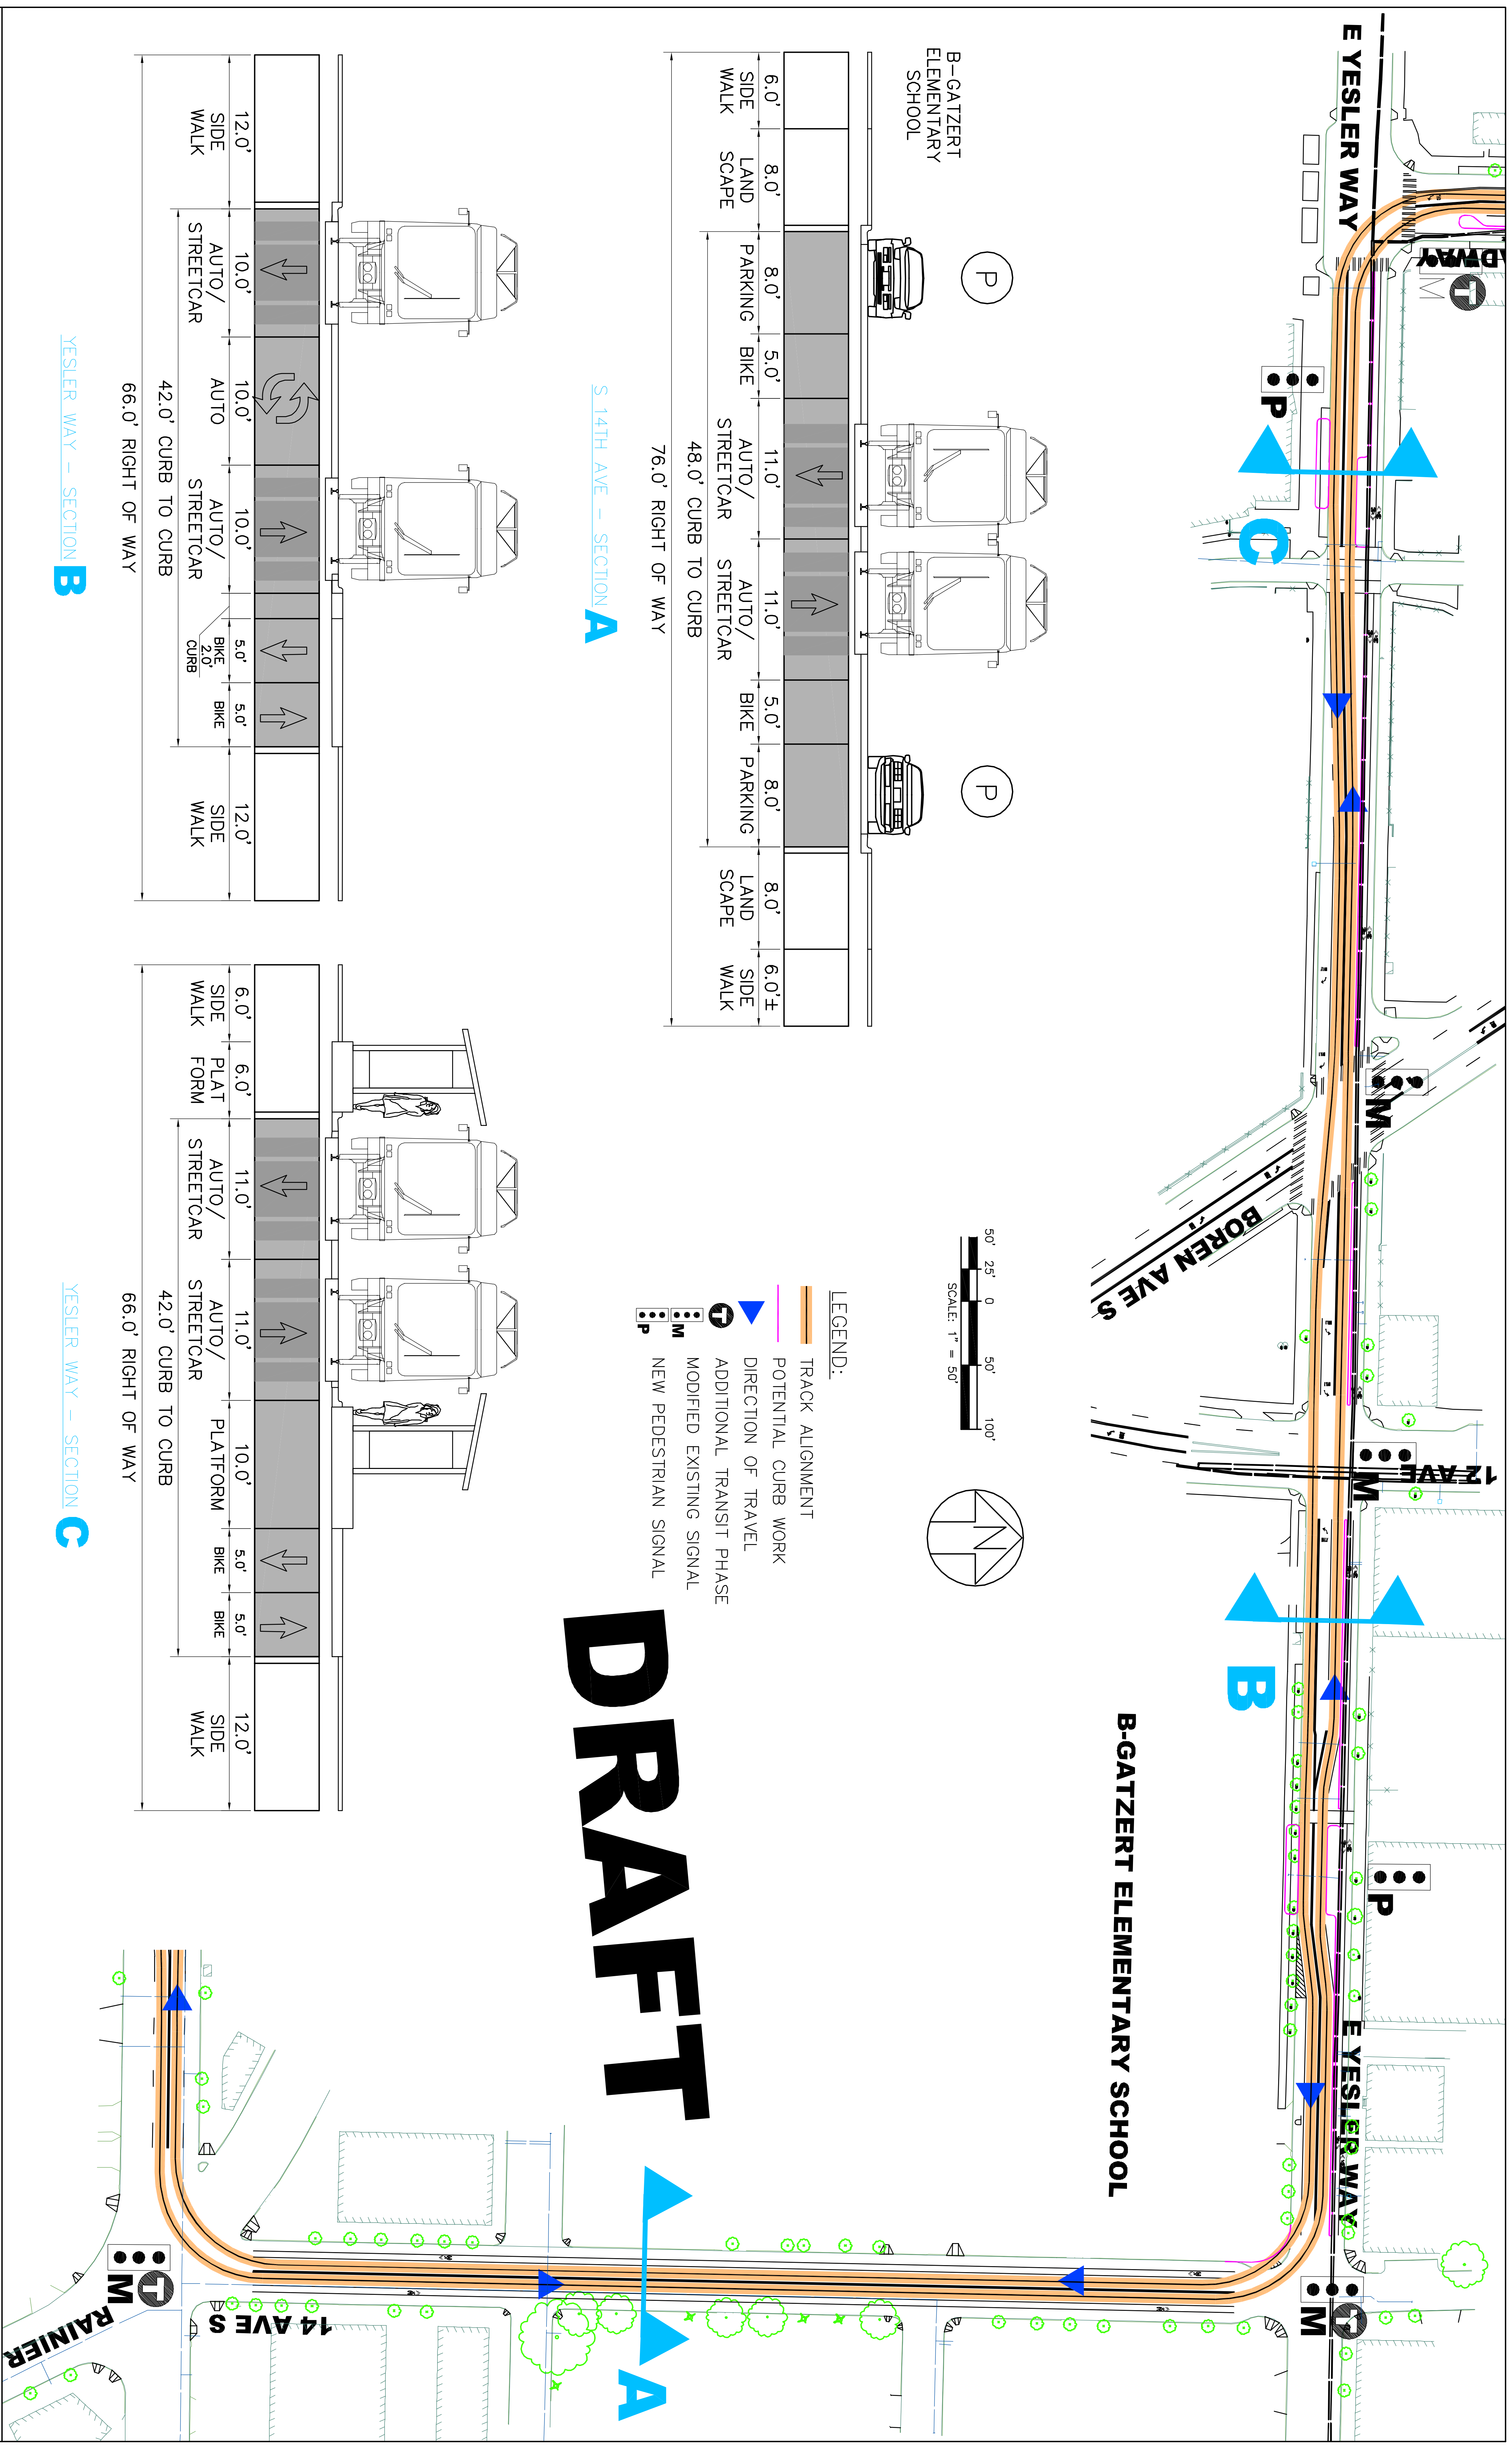 E YESLER WAY
P
C
M
BOREN AVE S
M
12 AVE
B
P
E YESLER WAY
B-GATZERT ELEMENTARY SCHOOL
M
14 AVE S
RAINIER
M
A
T
DRAFT
B-GATZERT
ELEMENTARY
SCHOOL
P
P
6.0'
8.0'
8.0'
5.0'
11.0'
11.0'
5.0'
8.0'
8.0'
6.0'±
SIDE
WALK
LAND
SCAPE
PARKING
BIKE
AUTO/
STREETCAR
AUTO/
STREETCAR
BIKE
PARKING
LAND
SCAPE
SIDE
WALK
48.0' CURB TO CURB
76.0' RIGHT OF WAY
S 14TH AVE - SECTION A
50' 25' 0 50' 100'
SCALE: 1" = 50'
N
LEGEND:
TRACK ALIGNMENT
POTENTIAL CURB WORK
DIRECTION OF TRAVEL
T ADDITIONAL TRANSIT PHASE
M MODIFIED EXISTING SIGNAL
P NEW PEDESTRIAN SIGNAL
12.0'
10.0'
10.0'
10.0'
5.0'
5.0'
12.0'
SIDE
WALK
AUTO/
STREETCAR
AUTO
AUTO/
STREETCAR
BIKE
2.0'
CURB
BIKE
SIDE
WALK
42.0' CURB TO CURB
66.0' RIGHT OF WAY
YESLER WAY - SECTION B
6.0'
6.0'
11.0'
11.0'
10.0'
5.0'
5.0'
12.0'
SIDE
WALK
PLAT
FORM
AUTO/
STREETCAR
AUTO/
STREETCAR
PLATFORM
BIKE
BIKE
SIDE
WALK
42.0' CURB TO CURB
66.0' RIGHT OF WAY
YESLER WAY - SECTION C